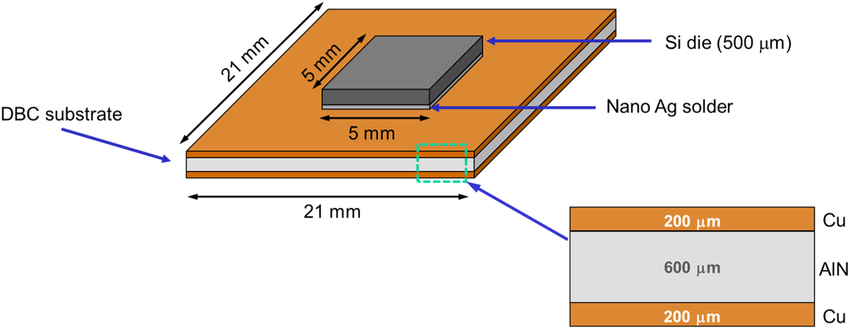 21 mm
5 mm
Si die (500 μm)
Nano Ag solder
DBC substrate
5 mm
21 mm
200 μm
Cu
600 μm
AlN
200 μm
Cu